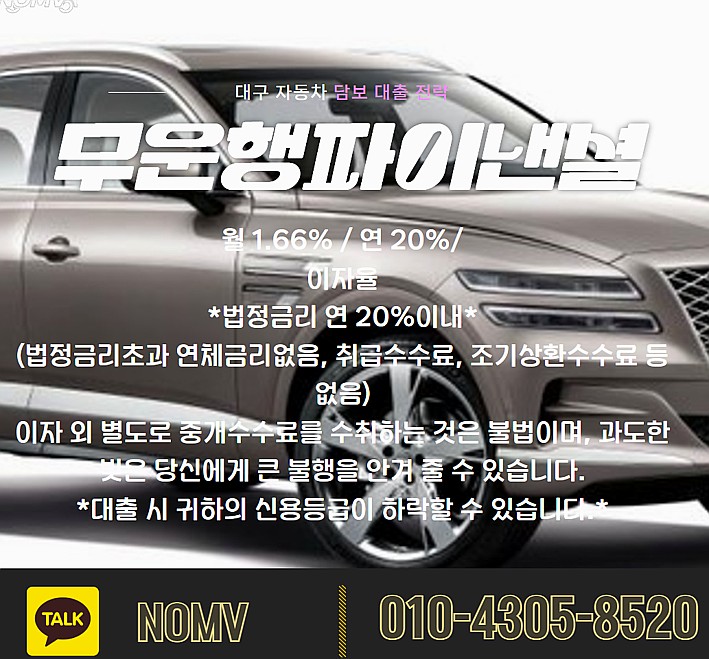 NOMV
대구 자동차 담보 대출 전략
무운행파이낸셜
월 1.66% / 연 20%/
이자율
*법정금리 연 20%이내*
(법정금리초과 연체금리없음, 취급수수료, 조기상환수수료 등
없음)
이자 외 별도로 중개수수료를 수취하는 것은 불법이며, 과도한
빚은 당신에게 큰 불행을 안겨 줄 수 있습니다.
*대출 시 귀하의 신용등급이 하락할 수 있습니다.*
TALK NOMV 010-4305-8520